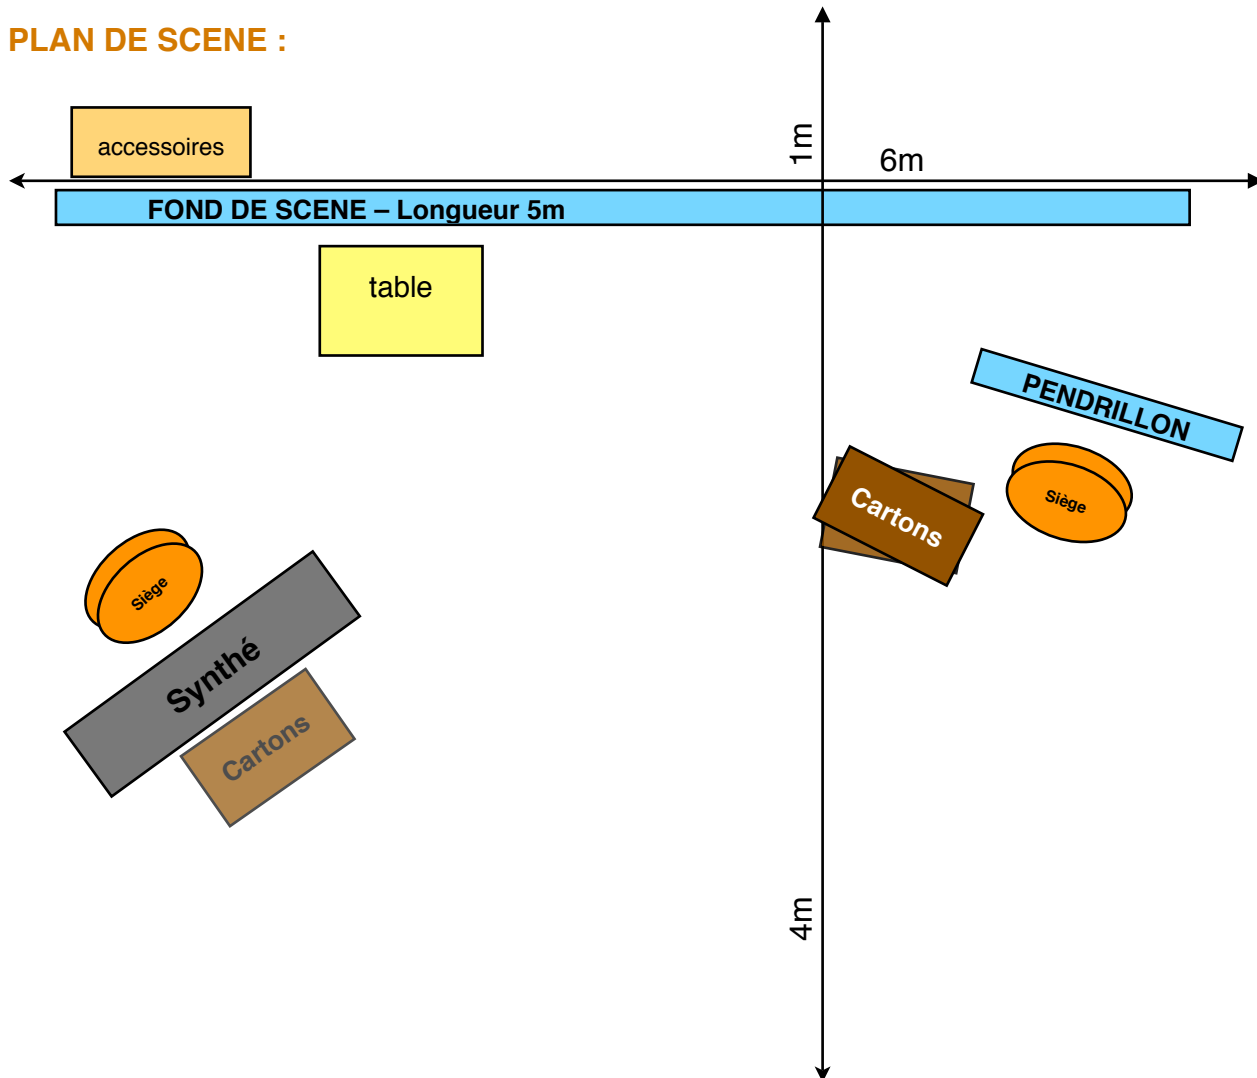 PLAN DE SCENE :
accessoires
1m
6m
FOND DE SCENE – Longueur 5m
table
PENDRILLON
Cartons
Siège
Siège
Synthé
Cartons
4m